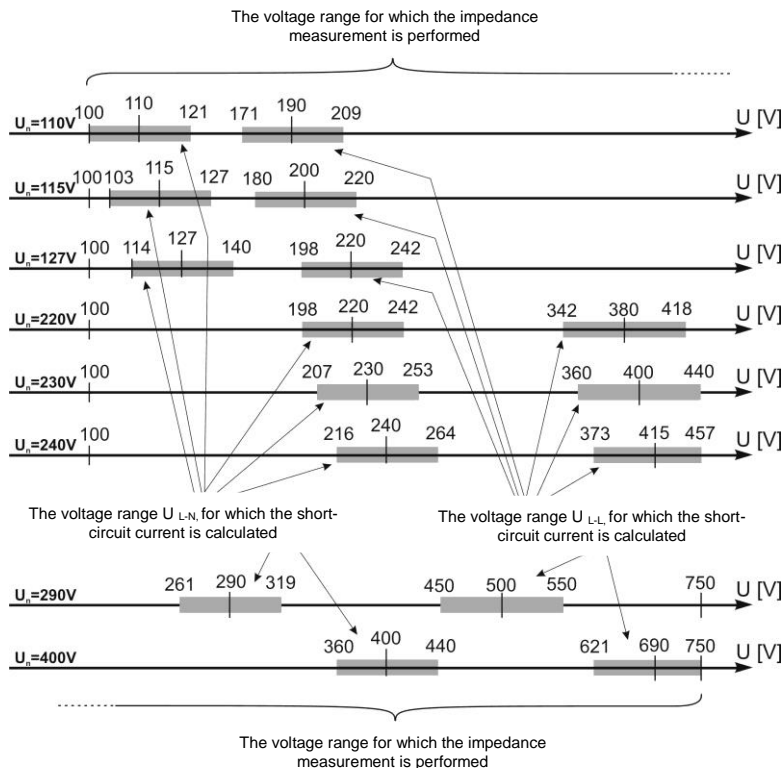 The voltage range for which the impedance
measurement is performed
100 110 121 171 190 209 U [V]
Uₙ=110V
100 103 115 127 180 200 220 U [V]
Uₙ=115V
100 114 127 140 198 220 242 U [V]
Uₙ=127V
100 198 220 242 342 380 418 U [V]
Uₙ=220V
100 207 230 253 360 400 440 U [V]
Uₙ=230V
100 216 240 264 373 415 457 U [V]
Uₙ=240V
The voltage range U L-N, for which the short-
circuit current is calculated
The voltage range U L-L, for which the short-
circuit current is calculated
261 290 319 450 500 550 750 U [V]
Uₙ=290V
360 400 440 621 690 750 U [V]
Uₙ=400V
The voltage range for which the impedance
measurement is performed